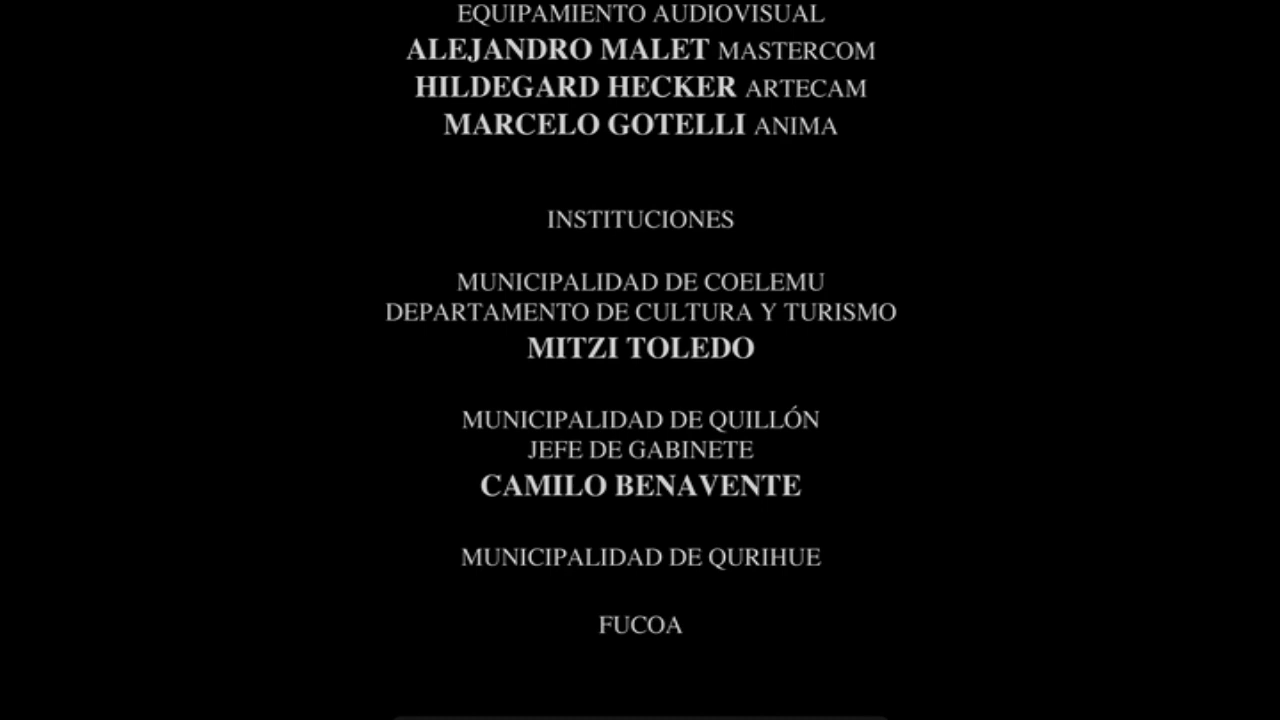 EQUIPAMIENTO AUDIOVISUAL
ALEJANDRO MALET MASTERCOM
HILDEGARD HECKER ARTECAM
MARCELO GOTELLI ANIMA
INSTITUCIONES
MUNICIPALIDAD DE COELEMU
DEPARTAMENTO DE CULTURA Y TURISMO
MITZI TOLEDO
MUNICIPALIDAD DE QUILLÓN
JEFE DE GABINETE
CAMILO BENAVENTE
MUNICIPALIDAD DE QURIHUE
FUCOA